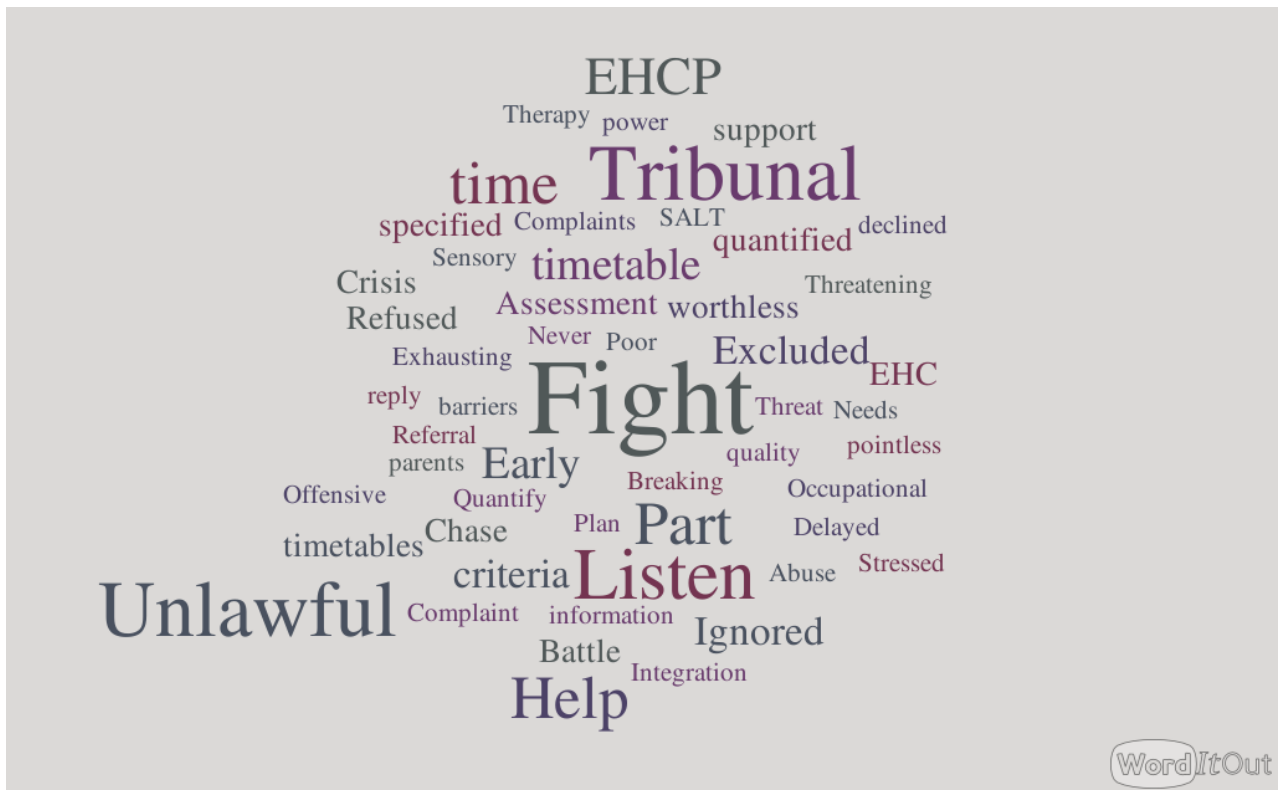 EHCP
Therapy power support
time Tribunal
specified Complaints SALT quantified declined
Sensory timetable
Crisis Assessment worthless Threatening
Refused
Never Poor Excluded
Exhausting EHC
reply barriers Fight Threat Needs
Referral quality pointless
parents Early
Offensive Quantify Breaking Occupational
timetables Chase Plan Part Delayed
criteria Listen Abuse Stressed
Unlawful Complaint information Ignored
Battle
Integration
Help
WordItOut